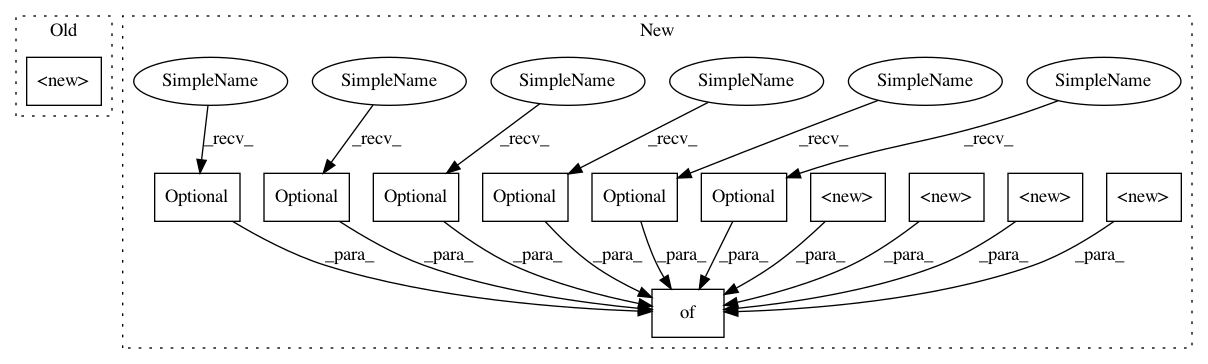 Old
New
<new>
SimpleName
SimpleName
SimpleName
SimpleName
SimpleName
SimpleName
_recv_
_recv_
_recv_
_recv_
_recv_
_recv_
Optional
Optional
Optional
Optional
Optional
Optional
<new>
<new>
<new>
<new>
_para_
_para_
_para_
_para_
_para_
_para_
_para_
_para_
_para_
_para_
of